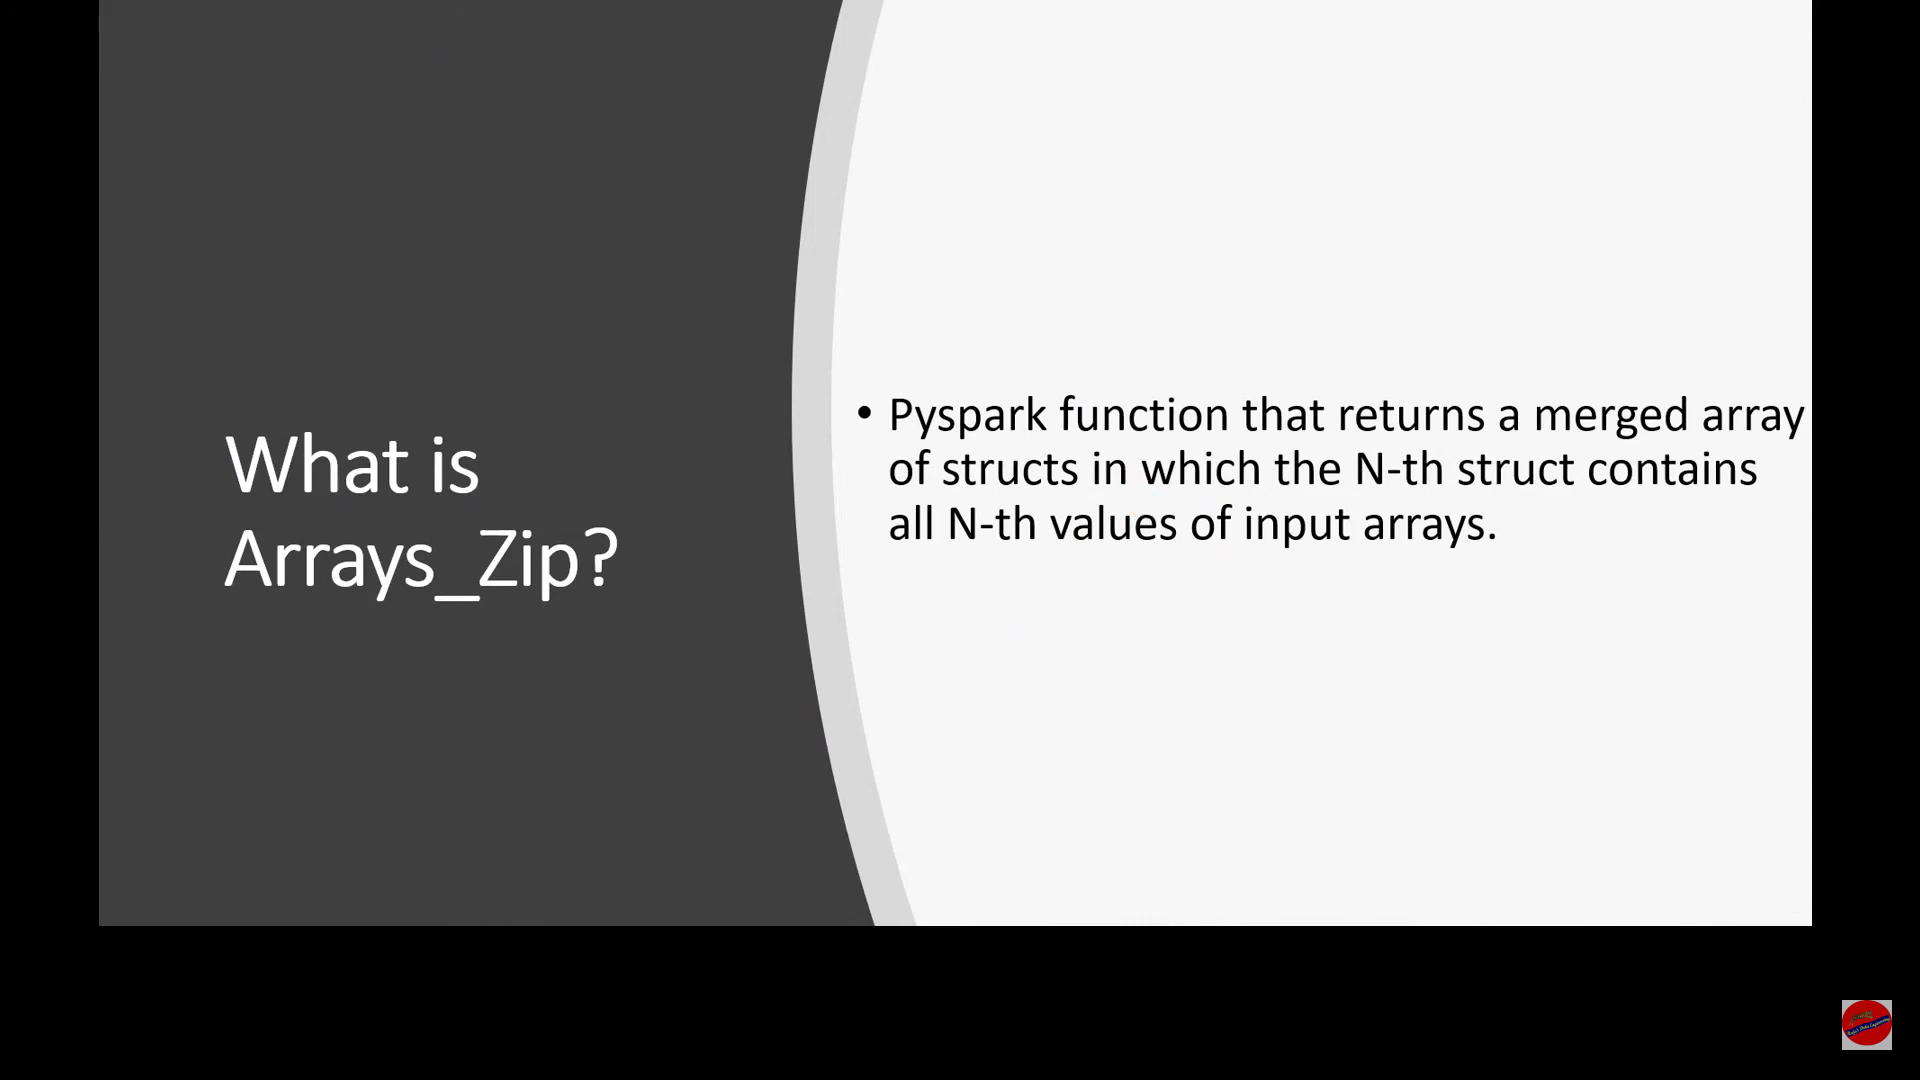 What is
Arrays_Zip?
• Pyspark function that returns a merged array
of structs in which the N-th struct contains
all N-th values of input arrays.